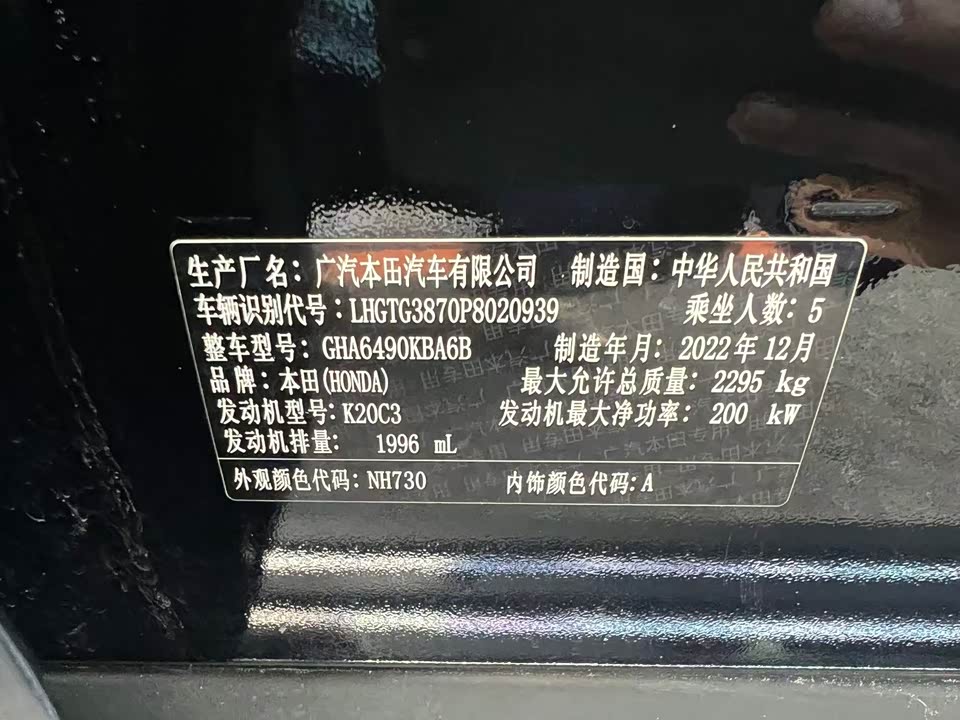 生产厂名：广汽本田汽车有限公司 制造国：中华人民共和国
车辆识别代号：LHGTG3870P8020939 乘坐人数：5
整车型号：GHA6490KBA6B 制造年月：2022年12月
品牌：本田(HONDA) 最大允许总质量：2295 kg
发动机型号：K20C3 发动机最大净功率：200 kW
发动机排量：1996 mL
外观颜色代码：NH730 内饰颜色代码：A